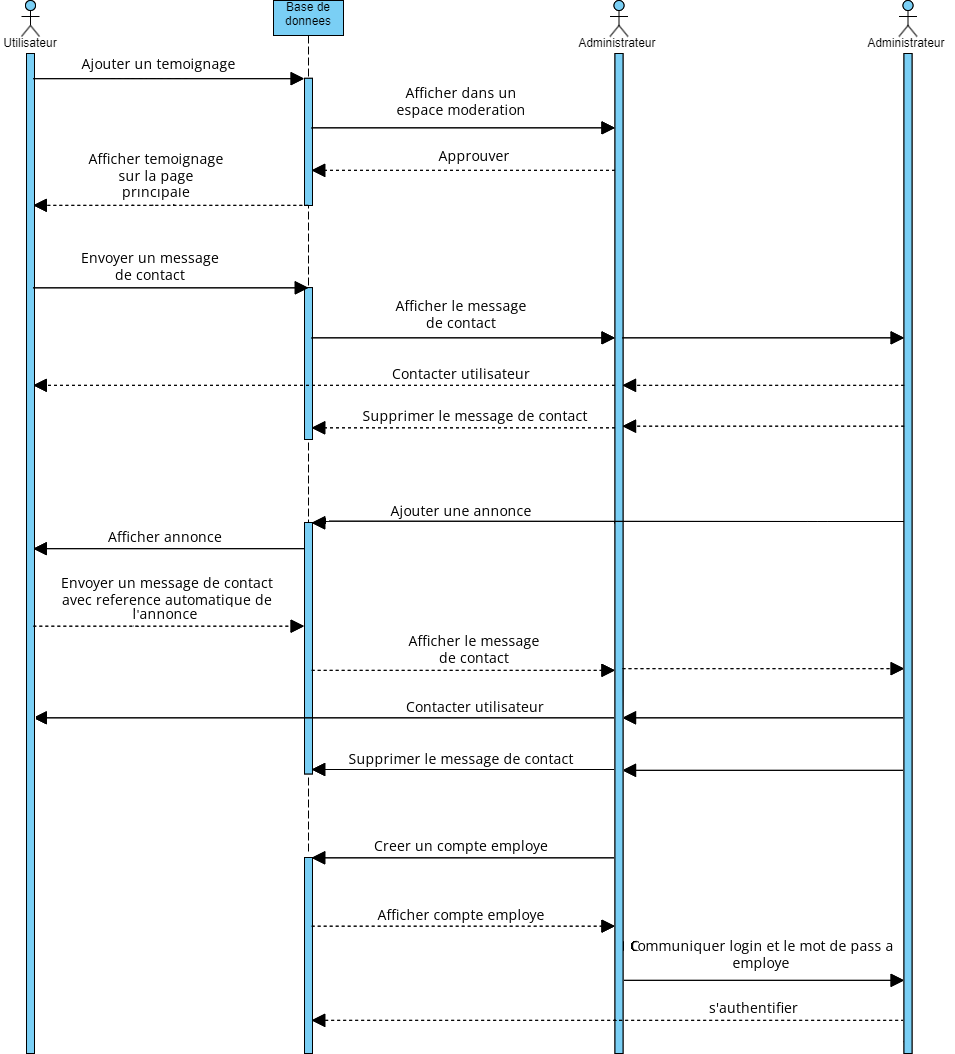 Base de
donnees
Utilisateur
Administrateur
Administrateur
Ajouter un temoignage
Afficher dans un
espace moderation
Approuver
Afficher temoignage
sur la page
principale
Envoyer un message
de contact
Afficher le message
de contact
Contacter utilisateur
Supprimer le message de contact
Ajouter une annonce
Afficher annonce
Envoyer un message de contact
avec reference automatique de
l'annonce
Afficher le message
de contact
Contacter utilisateur
Supprimer le message de contact
Creer un compte employe
Afficher compte employe
Communiquer login et le mot de pass a
employe
s'authentifier